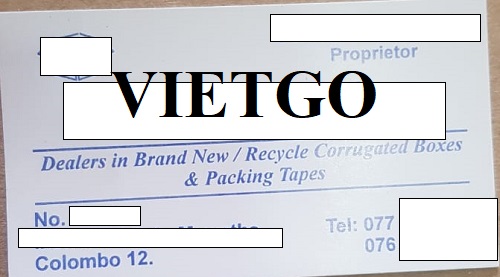 Proprietor
VIETGO
Dealers in Brand New / Recycle Corrugated Boxes
& Packing Tapes
No.
Tel: 077
076
Colombo 12.